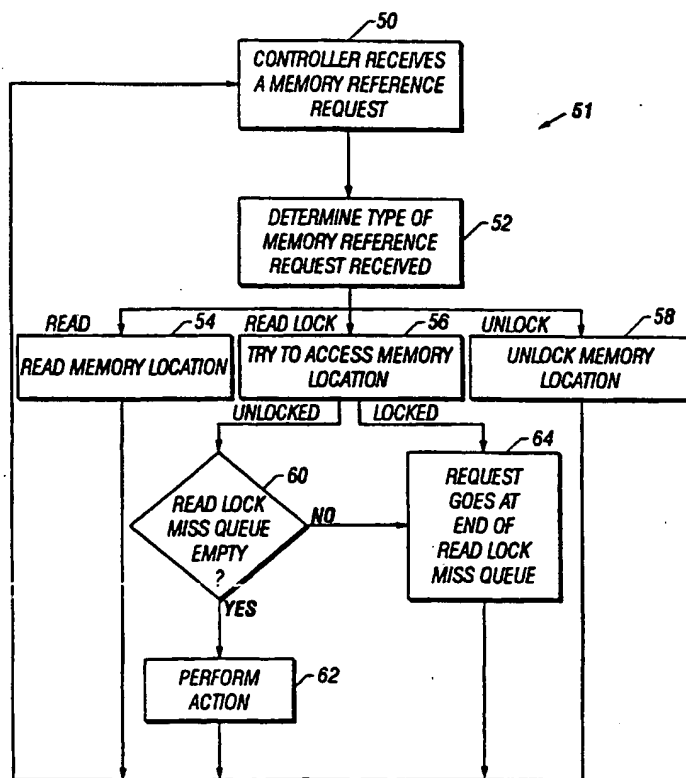 50
CONTROLLER RECEIVES
A MEMORY REFERENCE
REQUEST
51
DETERMINE TYPE OF
MEMORY REFERENCE
REQUEST RECEIVED
52
READ
54
READ LOCK
56
UNLOCK
58
READ MEMORY LOCATION
TRY TO ACCESS MEMORY
LOCATION
UNLOCK MEMORY
LOCATION
UNLOCKED
LOCKED
60
READ LOCK
MISS QUEUE
EMPTY
?
NO
YES
64
REQUEST
GOES AT
END OF
READ LOCK
MISS QUEUE
PERFORM
ACTION
62